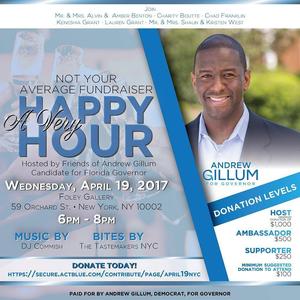 JOIN
MR. & MRS. ALVIN & AMBER BENTON · CHARITY BOUTTE · CHAD FRANKLIN
KENESHIA GRANT · LAUREN GRANT · MR. & MRS. SHAUN & KRISTEN WEST
NOT YOUR
AVERAGE FUNDRAISER
A Very
HAPPY
HOUR
Hosted by Friends of Andrew Gillum
Candidate for Florida Governor
WEDNESDAY, APRIL 19, 2017
FOLEY GALLERY
59 ORCHARD ST. • NEW YORK, NY 10002
6PM - 8PM
MUSIC BY
DJ COMMISH
BITES BY
THE TASTEMAKERS NYC
DONATE TODAY!
HTTPS://SECURE.ACTBLUE.COM/CONTRIBUTE/PAGE/APRIL19NYC
ANDREW
GILLUM
FOR GOVERNOR
DONATION LEVELS
HOST
$1,000
AMBASSADOR
$500
SUPPORTER
$250
MINIMUM SUGGESTED
DONATION TO ATTEND
$100
PAID FOR BY ANDREW GILLUM, DEMOCRAT, FOR GOVERNOR